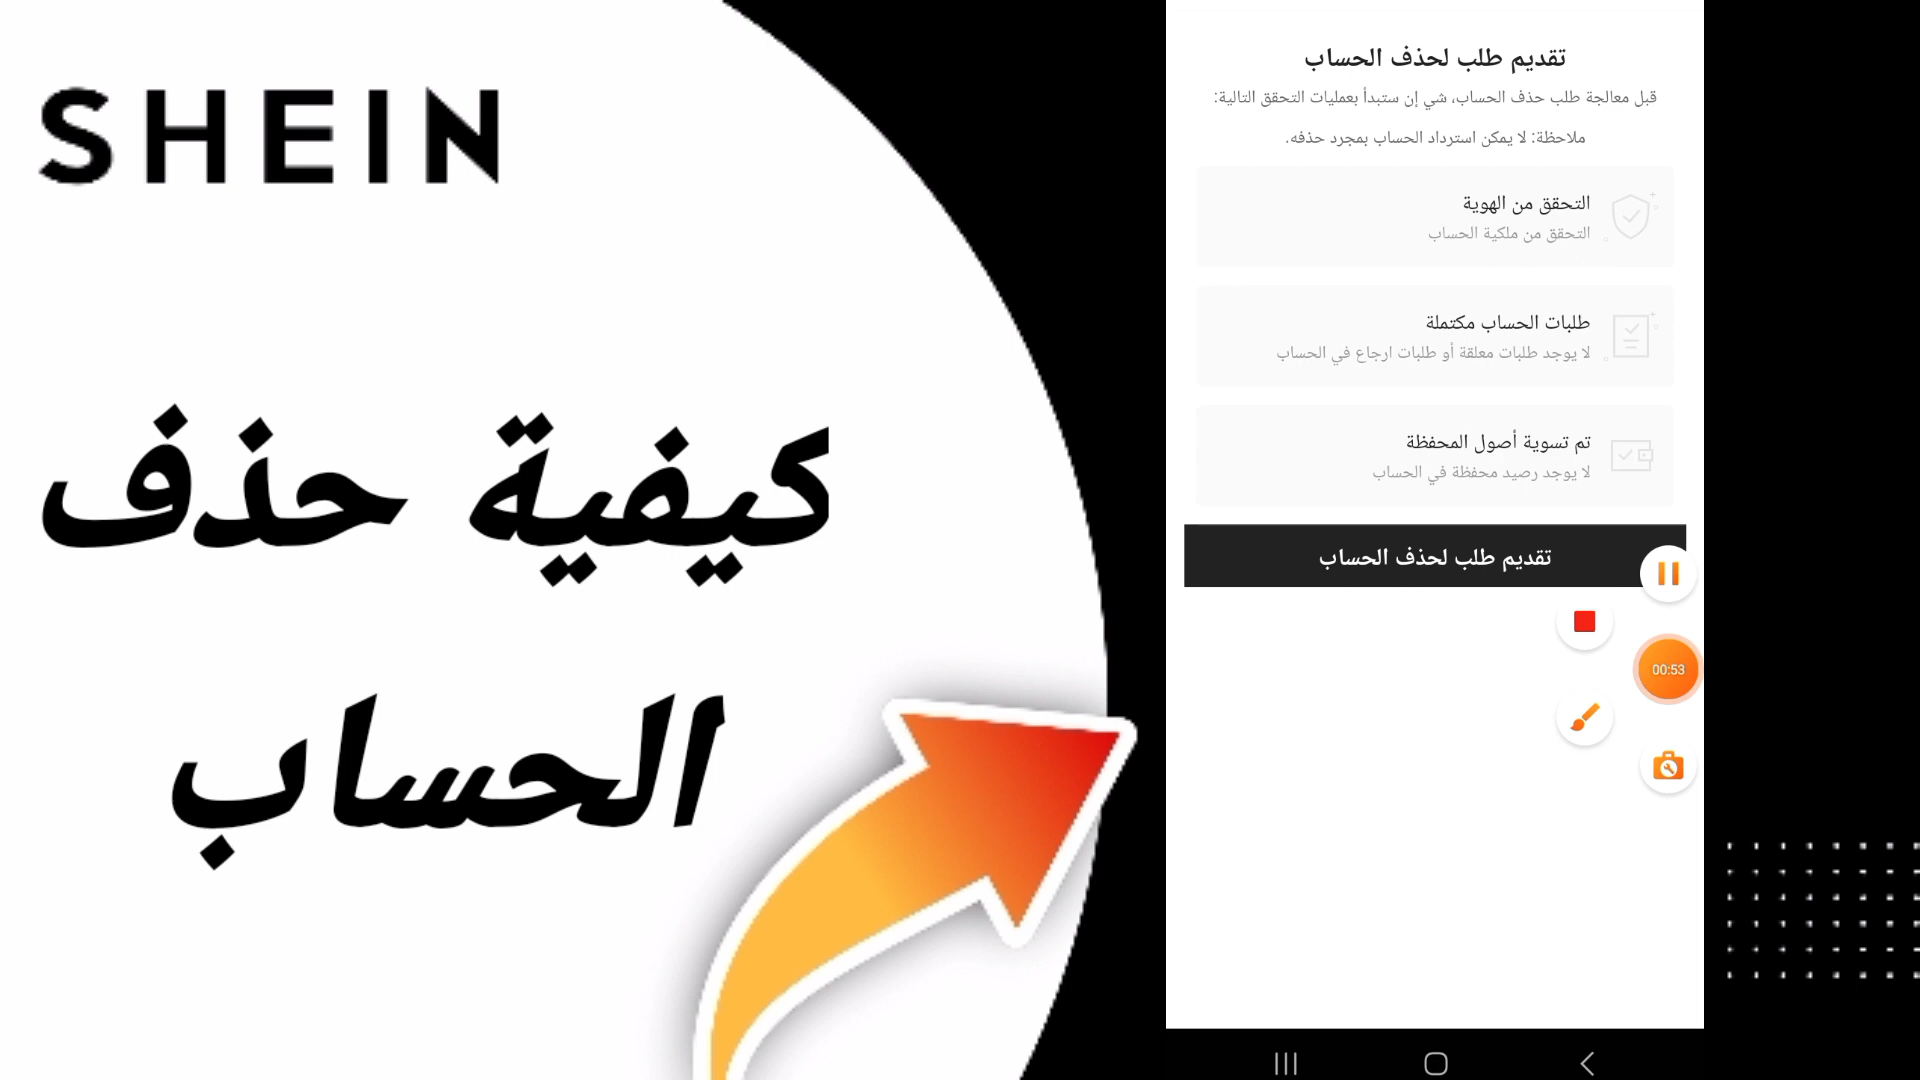 SHEIN
كيفية حذف
الحساب
تقديم طلب لحذف الحساب
قبل معالجة طلب حذف الحساب، شي إن ستبدأ بعمليات التحقق التالية:
ملاحظة: لا يمكن استرداد الحساب بمجرد حذفه.
التحقق من الهوية
التحقق من ملكية الحساب
طلبات الحساب مكتملة
لا يوجد طلبات معلقة أو طلبات ارجاع في الحساب
تم تسوية أصول المحفظة
لا يوجد رصيد محفظة في الحساب
تقديم طلب لحذف الحساب
00:53